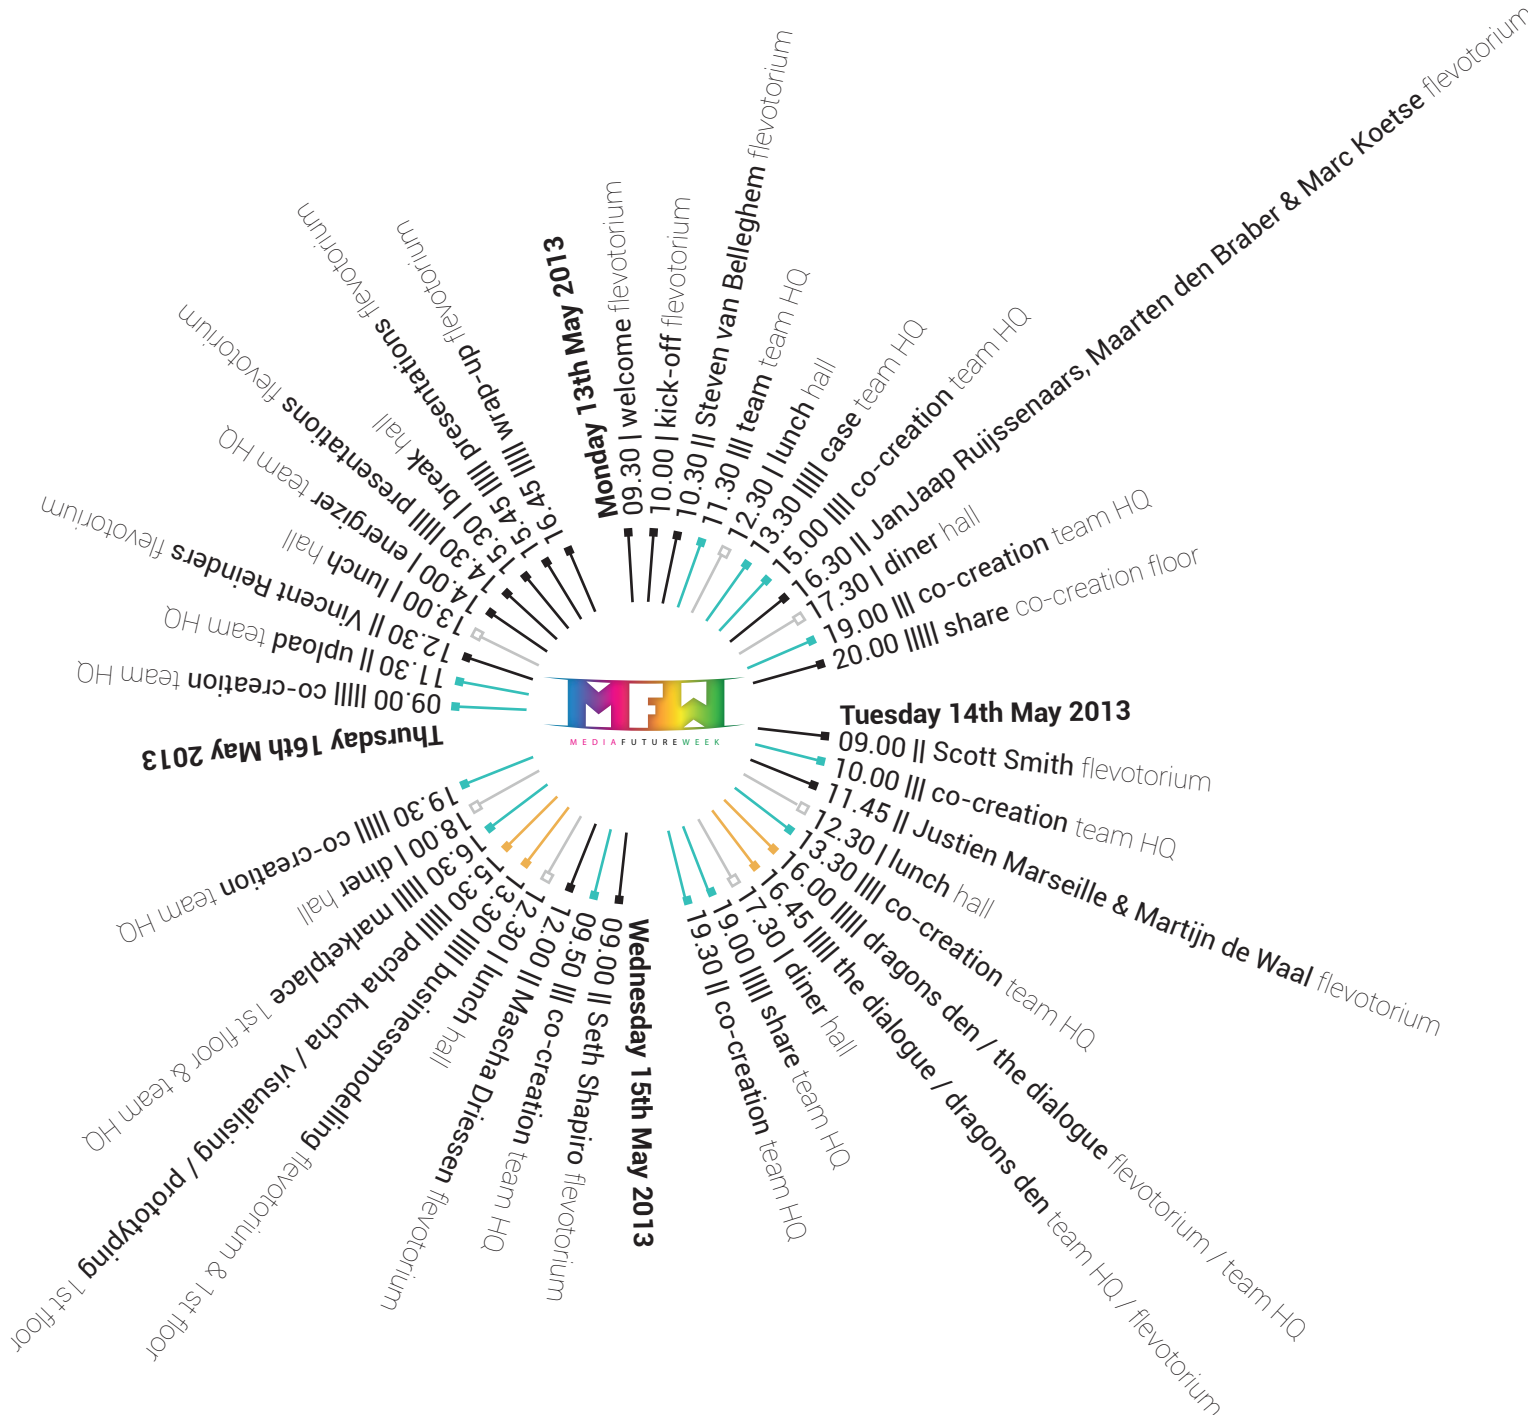 Monday 13th May 2013
09.30 | welcome flevotorium
10.00 | kick-off flevotorium
10.30 || Steven van Belleghem flevotorium
11.30 ||| team team HQ
12.30 | lunch hall
13.30 ||||| case team HQ
15.00 |||| co-creation team HQ
16.30 || JanJaap Ruijssenaars, Maarten den Braber & Marc Koetse flevotorium
17.30 | diner hall
19.00 ||| co-creation team HQ
20.00 ||||| share co-creation floor
Tuesday 14th May 2013
09.00 || Scott Smith flevotorium
10.00 ||| co-creation team HQ
11.45 || Justien Marseille & Martijn de Waal flevotorium
12.30 | lunch hall
13.30 |||| co-creation team HQ
16.00 ||||| dragons den / the dialogue flevotorium / team HQ
16.45 ||||| the dialogue / dragons den team HQ / flevotorium
17.30 | diner hall
19.00 ||||| share team HQ
19.30 || co-creation team HQ
Wednesday 15th May 2013
09.00 || Seth Shapiro flevotorium
09.50 ||| co-creation team HQ
12.00 || Mascha Driessen flevotorium
12.30 | lunch hall
13.30 ||||| businessmodelling flevotorium & 1st floor
15.30 ||||| pecha kucha / visualising / prototyping 1st floor
16.30 ||||| marketplace 1st floor & team HQ
18.00 | diner hall
19.30 ||||| co-creation team HQ
Thursday 16th May 2013
09.00 ||||| co-creation team HQ
11.30 || upload team HQ
12.30 || Vincent Reinders flevotorium
13.00 | lunch hall
14.00 | energizer team HQ
14.30 ||||| presentations flevotorium
15.30 | break hall
15.45 ||||| presentations flevotorium
16.45 ||||| wrap-up flevotorium
MFW
MEDIAFUTUREWEEK